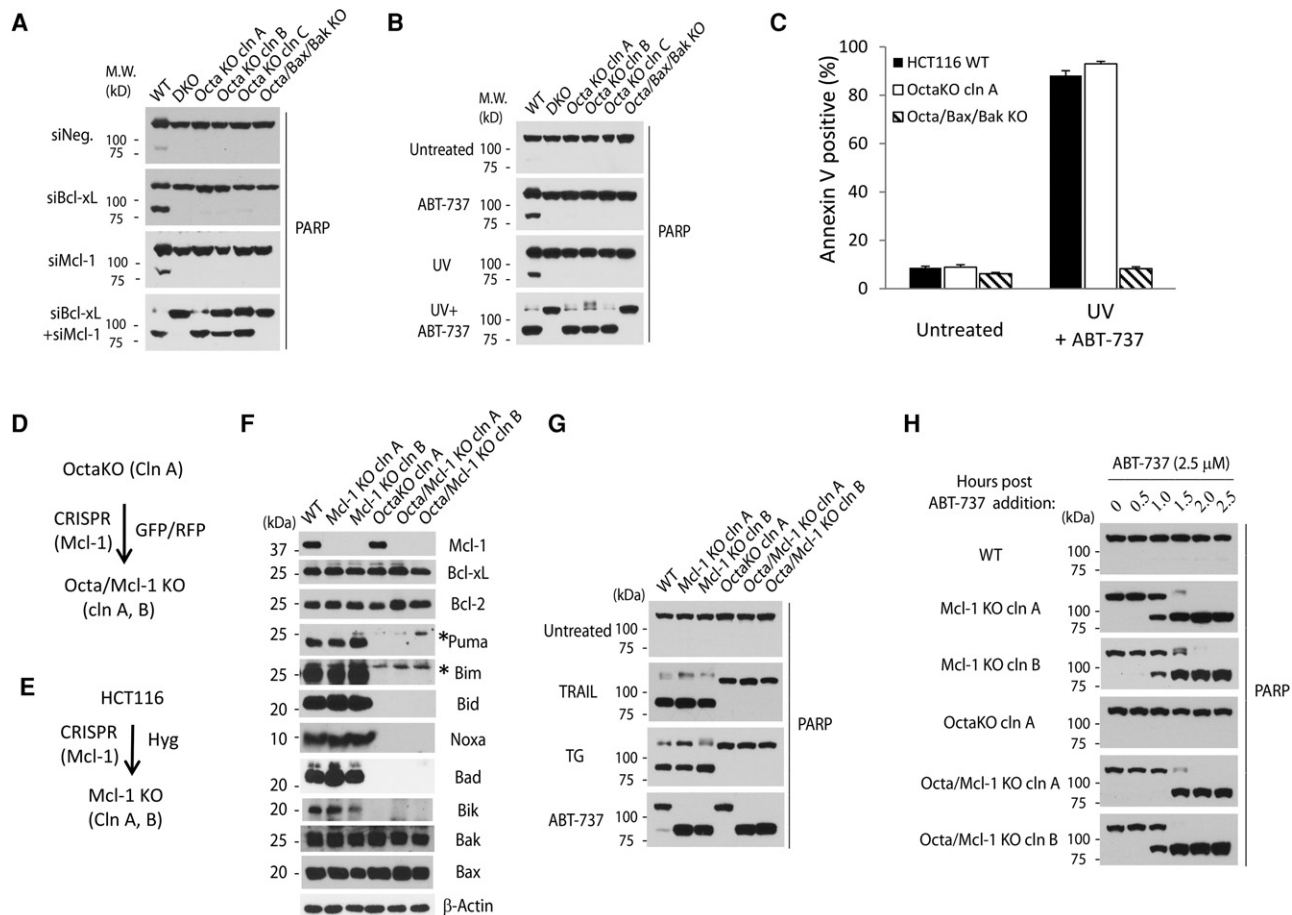 A
M.W.
(kD)
WT
DKO
Octa KO cln A
Octa KO cln B
Octa KO cln C
Octa/Bax/Bak KO
siNeg.
100 -
75 -
siBcl-xL
100 -
75 -
siMcl-1
100 -
75 -
siBcl-xL
+siMcl-1
100 -
75 -
PARP
B
M.W.
(kD)
WT
DKO
Octa KO cln A
Octa KO cln B
Octa KO cln C
Octa/Bax/Bak KO
Untreated
100 -
75 -
ABT-737
100 -
75 -
UV
100 -
75 -
UV+
ABT-737
100 -
75 -
PARP
C
Annexin V positive (%)
100
80
60
40
20
0
HCT116 WT
OctaKO cln A
Octa/Bax/Bak KO
Untreated
UV
+ ABT-737
D
OctaKO (Cln A)
CRISPR
(Mcl-1)
GFP/RFP
Octa/Mcl-1 KO
(cln A, B)
E
HCT116
CRISPR
(Mcl-1)
Hyg
Mcl-1 KO
(Cln A, B)
F
(kDa)
WT
Mcl-1 KO cln A
Mcl-1 KO cln B
OctaKO cln A
Octa/Mcl-1 KO cln A
Octa/Mcl-1 KO cln B
37 -
Mcl-1
25 -
Bcl-xL
25 -
Bcl-2
25 -
*Puma
25 -
* Bim
20 -
Bid
10 -
Noxa
20 -
Bad
20 -
Bik
25 -
Bak
20 -
Bax
β-Actin
G
(kDa)
WT
Mcl-1 KO cln A
Mcl-1 KO cln B
OctaKO cln A
Octa/Mcl-1 KO cln A
Octa/Mcl-1 KO cln B
Untreated
100 -
75 -
TRAIL
100 -
75 -
TG
100 -
75 -
ABT-737
100 -
75 -
PARP
H
ABT-737 (2.5 μM)
Hours post
ABT-737 addition:
0 0.5 1.0 1.5 2.0 2.5
(kDa)
WT
100 -
75 -
Mcl-1 KO cln A
100 -
75 -
Mcl-1 KO cln B
100 -
75 -
OctaKO cln A
100 -
75 -
Octa/Mcl-1 KO cln A
100 -
75 -
Octa/Mcl-1 KO cln B
100 -
75 -
PARP